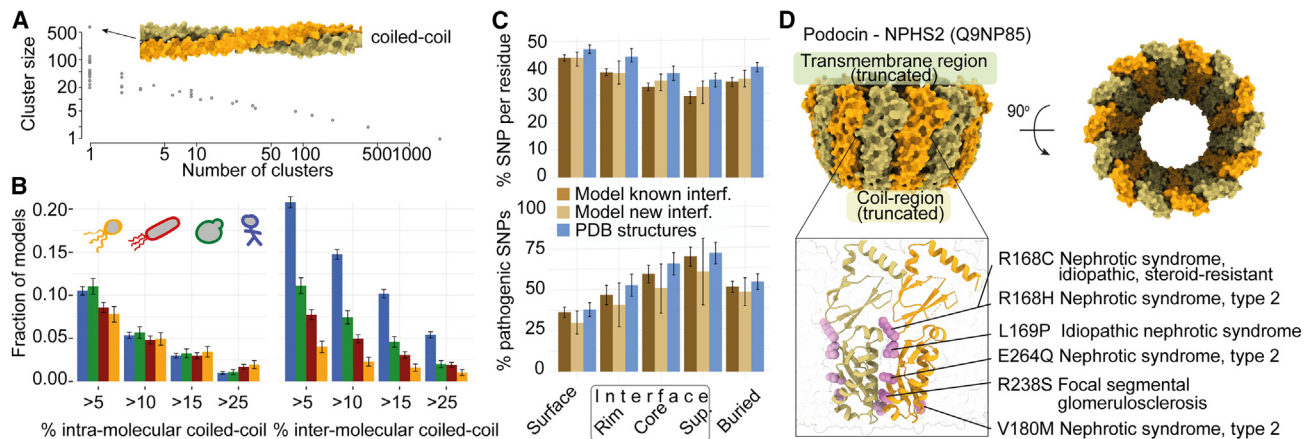 A
coiled-coil
Cluster size
500
100
50
20
5
1
1
5
10
50
100
500
1000
Number of clusters
B
Fraction of models
0.20
0.15
0.10
0.05
0.00
>5
>10
>15
>25
>5
>10
>15
>25
% intra-molecular coiled-coil
% inter-molecular coiled-coil
C
% SNP per residue
50
40
30
20
10
0
Model known interf.
Model new interf.
PDB structures
% pathogenic SNPs
100
75
50
25
0
Surface
Interface
Rim
Core
Sup.
Buried
D
Podocin - NPHS2 (Q9NP85)
Transmembrane region
(truncated)
90°
Coil-region
(truncated)
R168C Nephrotic syndrome,
idiopathic, steroid-resistant
R168H Nephrotic syndrome, type 2
L169P Idiopathic nephrotic syndrome
E264Q Nephrotic syndrome, type 2
R238S Focal segmental
glomerulosclerosis
V180M Nephrotic syndrome, type 2